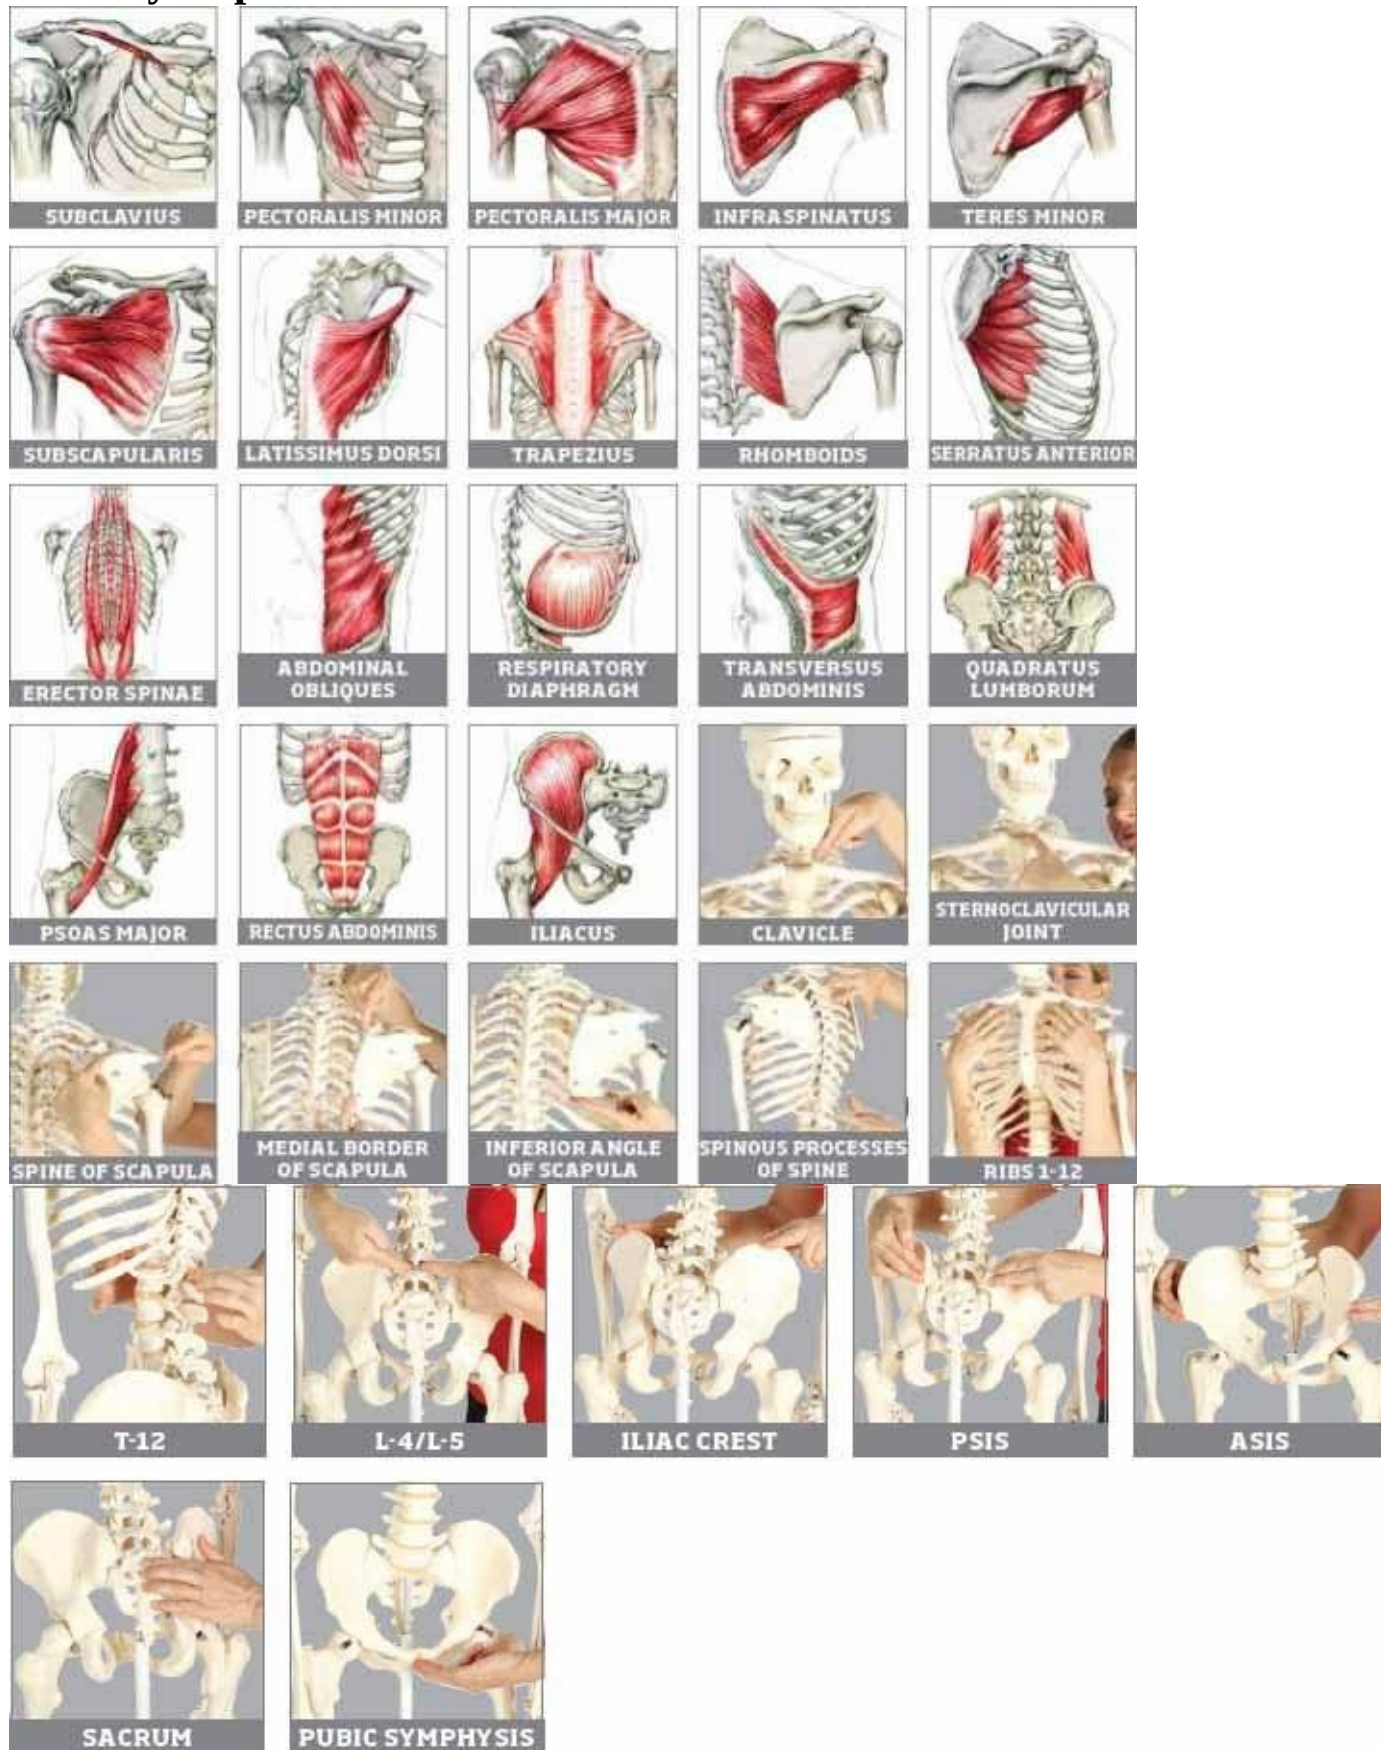 SUBCLAVIUS
PECTORALIS MINOR
PECTORALIS MAJOR
INFRASPINATUS
TERES MINOR
SUBSCAPULARIS
LATISSIMUS DORSI
TRAPEZIUS
RHOMBOIDS
SERRATUS ANTERIOR
ERECTOR SPINAE
ABDOMINAL
OBLIQUES
RESPIRATORY
DIAPHRAGM
TRANSVERSUS
ABDOMINIS
QUADRATUS
LUMBORUM
PSOAS MAJOR
RECTUS ABDOMINIS
ILIACUS
CLAVICLE
STERNOCLAVICULAR
JOINT
SPINE OF SCAPULA
MEDIAL BORDER
OF SCAPULA
INFERIOR ANGLE
OF SCAPULA
SPINOUS PROCESSES
OF SPINE
RIBS 1-12
T-12
L-4/L-5
ILIAC CREST
PSIS
ASIS
SACRUM
PUBIC SYMPHYSIS